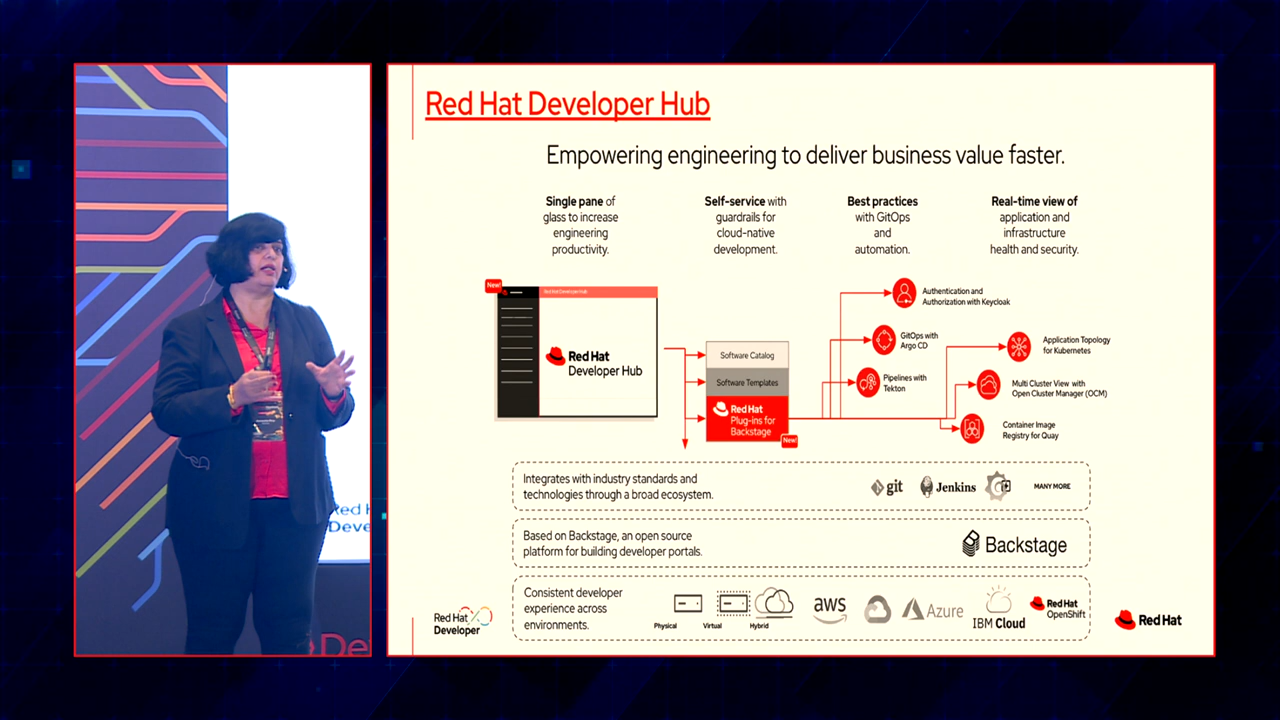 Red Hat Developer Hub
Empowering engineering to deliver business value faster.
Single pane of
glass to increase
engineering
productivity.
Self-service with
guardrails for
cloud-native
development.
Best practices
with GitOps
and
automation.
Real-time view of
application and
infrastructure
health and security.
New!
Red Hat Developer Hub
Red Hat
Developer Hub
Software Catalog
Software Templates
Red Hat
Plug-ins for
Backstage
New!
Authentication and
Authorization with Keycloak
GitOps with
Argo CD
Pipelines with
Tekton
Application Topology
for Kubernetes
Multi Cluster View with
Open Cluster Manager (OCM)
Container Image
Registry for Quay
Integrates with industry standards and
technologies through a broad ecosystem.
git
Jenkins
MANY MORE
Based on Backstage, an open source
platform for building developer portals.
Backstage
Consistent developer
experience across
environments.
Physical
Virtual
Hybrid
aws
Azure
IBM Cloud
Red Hat
OpenShift
Red Hat
Developer
Red Hat
Red H
Deve
De